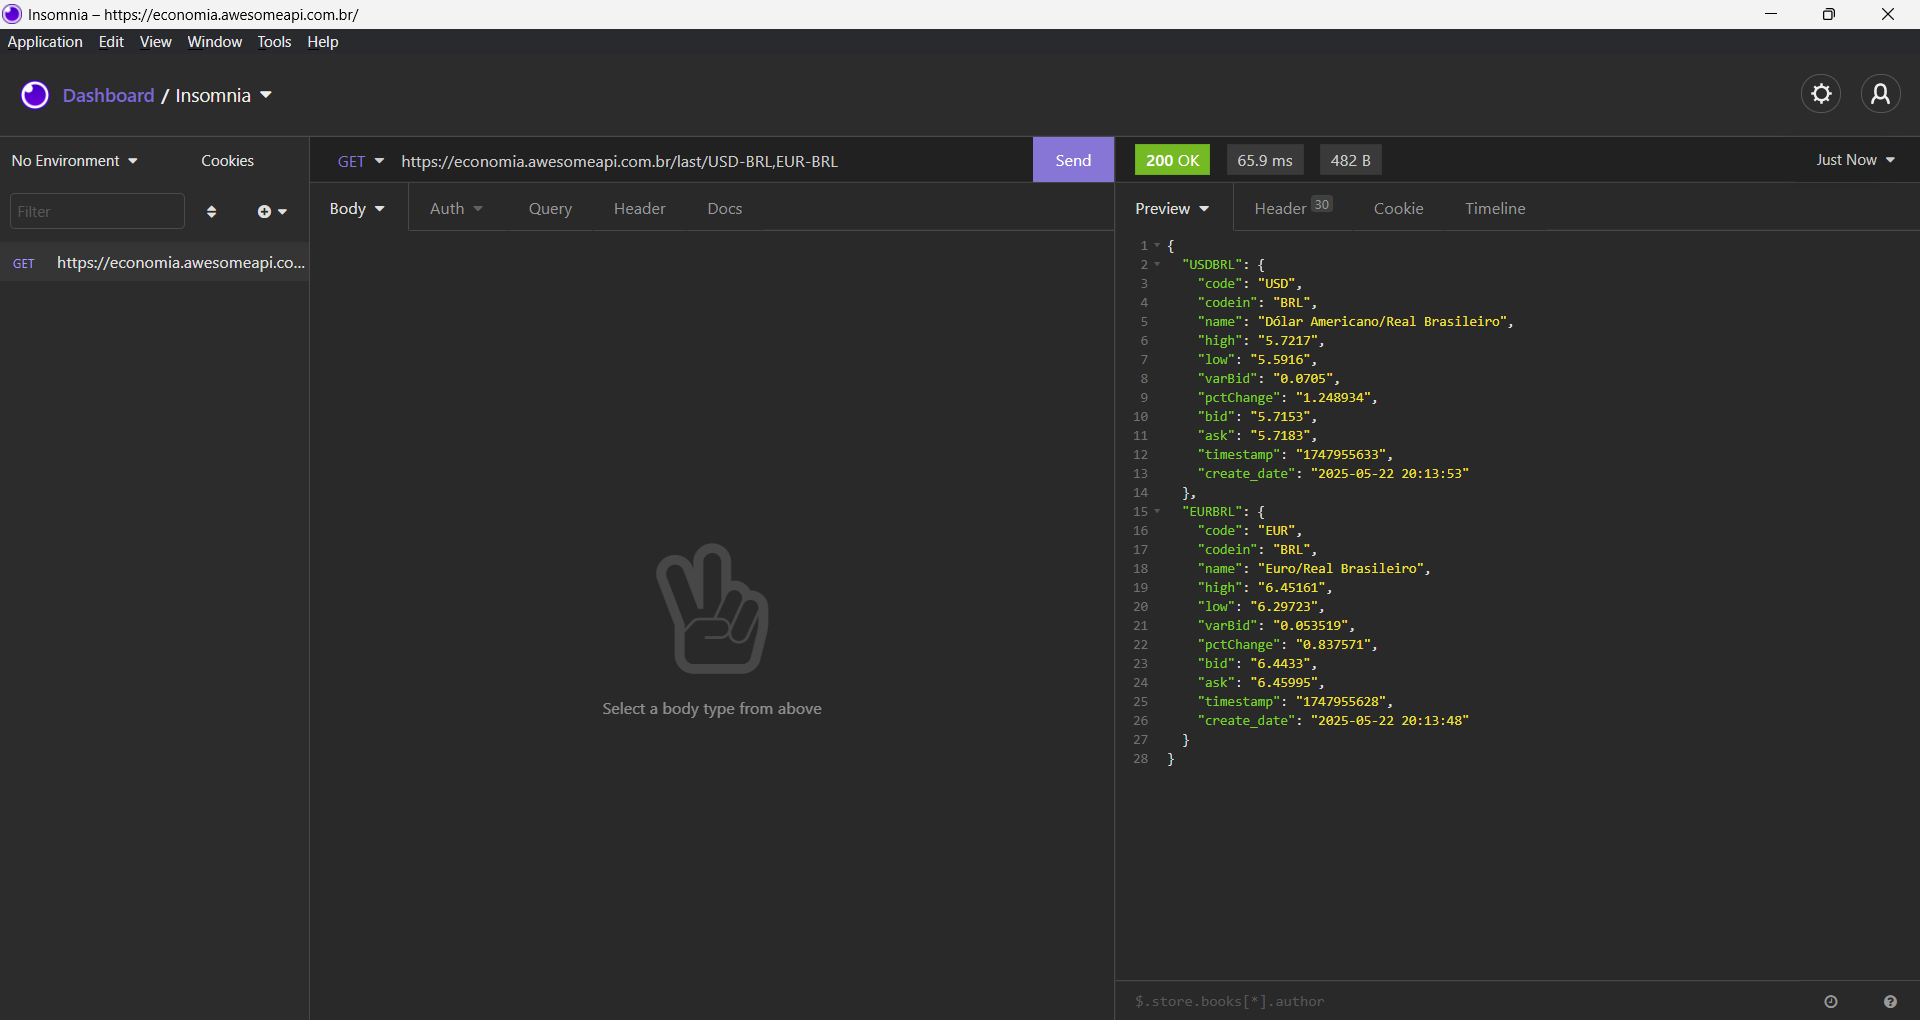 Insomnia – https://economia.awesomeapi.com.br/
Application Edit View Window Tools Help
Dashboard / Insomnia
No Environment Cookies
Filter
GET https://economia.awesomeapi.co...
GET https://economia.awesomeapi.com.br/last/USD-BRL,EUR-BRL Send
Body Auth Query Header Docs
Select a body type from above
200 OK 65.9 ms 482 B Just Now
Preview Header 30 Cookie Timeline
1 {
2 "USDBRL": {
3 "code": "USD",
4 "codein": "BRL",
5 "name": "Dólar Americano/Real Brasileiro",
6 "high": "5.7217",
7 "low": "5.5916",
8 "varBid": "0.0705",
9 "pctChange": "1.248934",
10 "bid": "5.7153",
11 "ask": "5.7183",
12 "timestamp": "1747955633",
13 "create_date": "2025-05-22 20:13:53"
14 },
15 "EURBRL": {
16 "code": "EUR",
17 "codein": "BRL",
18 "name": "Euro/Real Brasileiro",
19 "high": "6.45161",
20 "low": "6.29723",
21 "varBid": "0.053519",
22 "pctChange": "0.837571",
23 "bid": "6.4433",
24 "ask": "6.45995",
25 "timestamp": "1747955628",
26 "create_date": "2025-05-22 20:13:48"
27 }
28 }
$.store.books[*].author